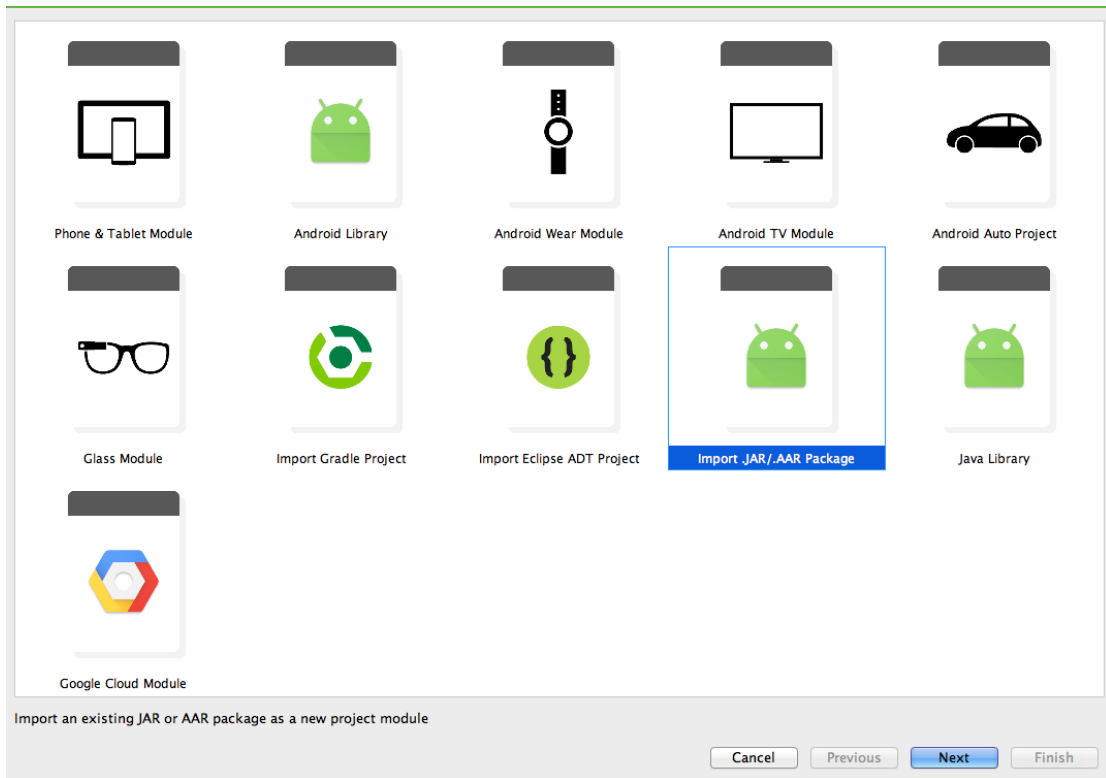 Phone & Tablet Module
Android Library
Android Wear Module
Android TV Module
Android Auto Project
Glass Module
Import Gradle Project
{ }
Import Eclipse ADT Project
Import .JAR/.AAR Package
Java Library
Google Cloud Module
Import an existing JAR or AAR package as a new project module
Cancel
Previous
Next
Finish